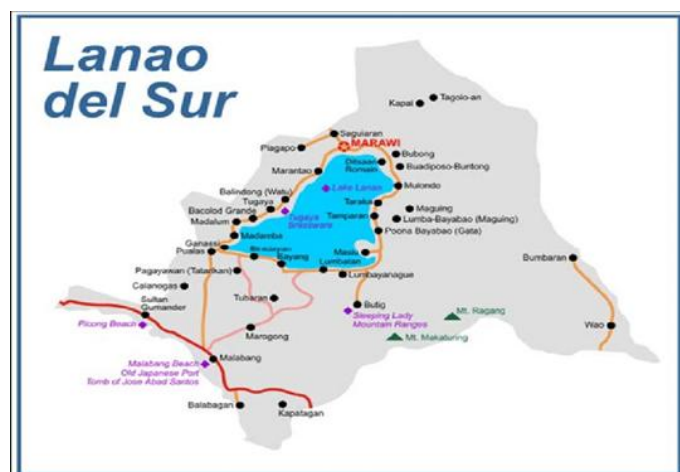 Lanao
del Sur
Tagolo-an
Kapai
Saguiaran
MARAWI
Piagapo
Bubong
Ditsaan
Romain
Buadiposo-Buntong
Marantao
Mulondo
Lake Lanao
Balindong (Watu)
Tugaya
Taraka
Maguing
Bacolod Grande
Tugaya
Brassware
Tamparan
Lumba-Bayabao (Maguing)
Madalum
Poona Bayabao (Gata)
Madamba
Ganassi
Pualas
Masiu
Bumbaran
Bayang
Lumbatan
Pagayawan (Tatarikan)
Lumbayanague
Calanogas
Tubaran
Butig
Sultan
Gumander
Sleeping Lady
Mountain Ranges
Mt. Ragang
Picong Beach
Marogong
Wao
Mt. Makaturing
Malabang
Malabang Beach
Old Japanese Port
Tomb of Jose Abad Santos
Balabagan
Kapatagan